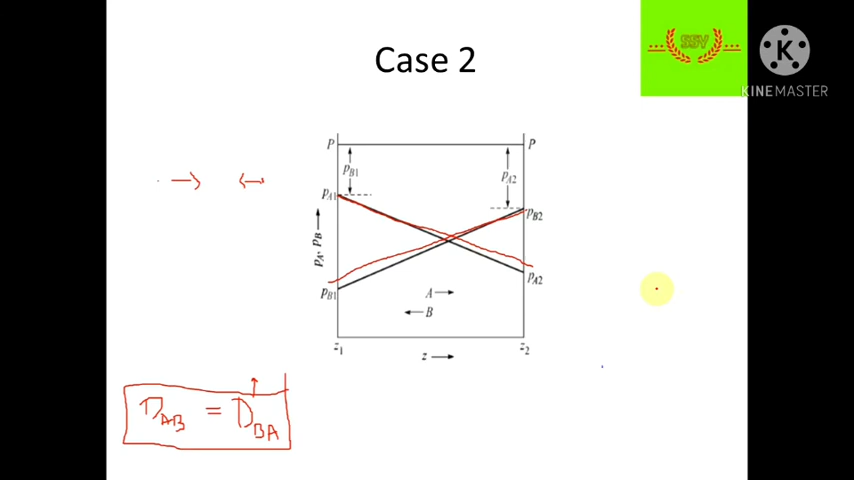 Case 2
SSV
KINEMASTER
P
P
pB1
pA2
pA1
pB2
pA, pB
pB1
pA2
A
B
z1
z
z2
DAB = DBA